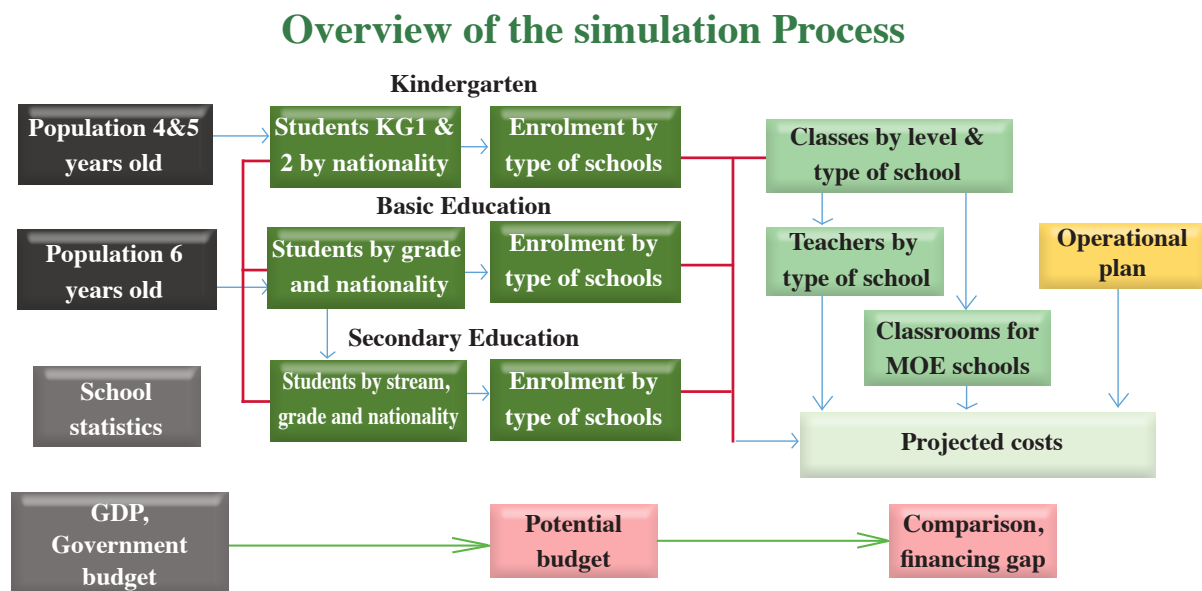 Overview of the simulation Process
Kindergarten
Population 4&5
years old
Students KG1 &
2 by nationality
Enrolment by
type of schools
Classes by level &
type of school
Basic Education
Population 6
years old
Students by grade
and nationality
Enrolment by
type of schools
Teachers by
type of school
Operational
plan
Secondary Education
Classrooms for
MOE schools
School
statistics
Students by stream,
grade and nationality
Enrolment by
type of schools
Projected costs
GDP,
Government
budget
Potential
budget
Comparison,
financing gap